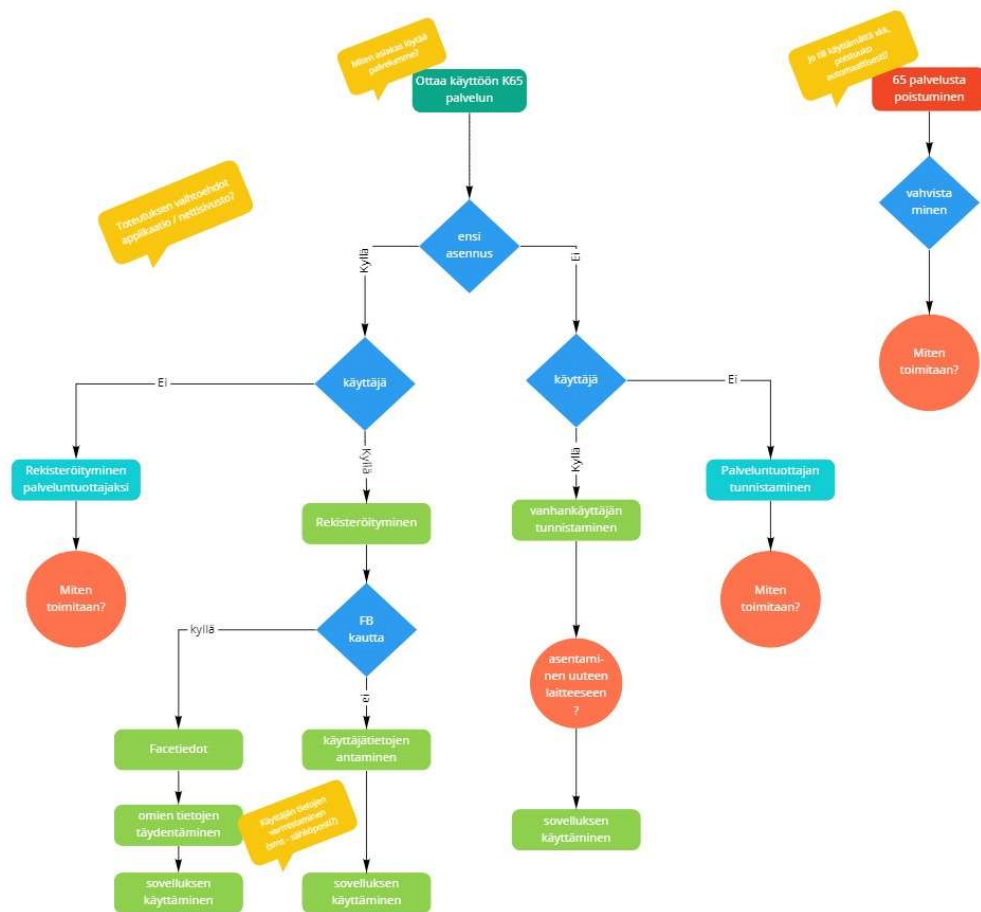 Miten asiakas löytää
palvelumme?
Ottaa käyttöön K65
palvelun
Jo tili käyttämättä xkk,
poistuuko
automaattisesti?
65 palvelusta
poistuminen
Toteutuksen vaihtoehdot
applikaatio / nettisivusto?
vahvista
minen
ensi
asennus
Kyllä
Ei
Miten
toimitaan?
käyttäjä
käyttäjä
Ei
Ei
Kyllä
Kyllä
Rekisteröityminen
palveluntuottajaksi
Palveluntuottajan
tunnistaminen
Rekisteröityminen
vanhankäyttäjän
tunnistaminen
Miten
toimitaan?
Miten
toimitaan?
FB
kautta
kyllä
ei
asentami-
nen uuteen
laitteeseen
?
Facetiedot
käyttäjätietojen
antaminen
omien tietojen
täydentäminen
Käyttäjän tietojen
varmistaminen
(sms - sähköposti?)
sovelluksen
käyttäminen
sovelluksen
käyttäminen
sovelluksen
käyttäminen